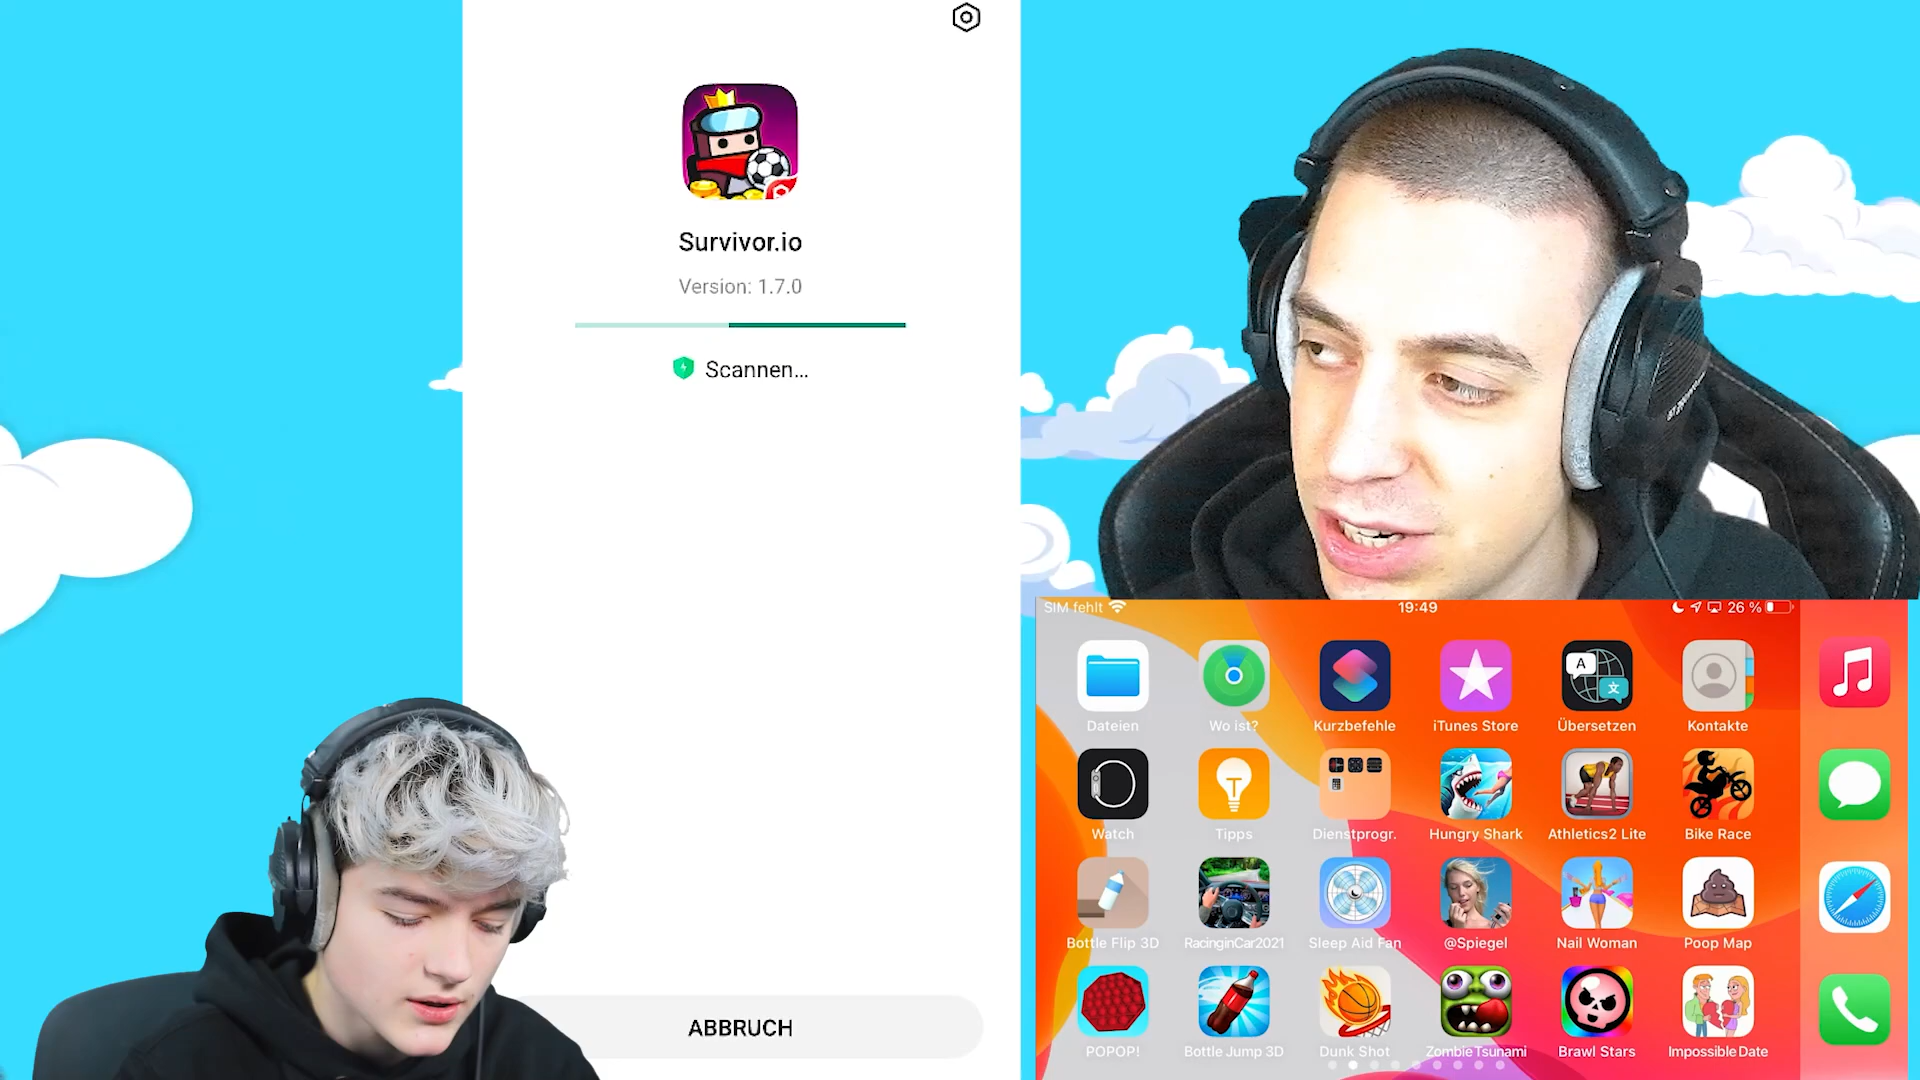 Survivor.io
Version: 1.7.0
Scannen...
ABBRUCH
SIM fehlt
19:49
26 %
Dateien
Wo ist?
Kurzbefehle
iTunes Store
Übersetzen
Kontakte
Watch
Tipps
Dienstprogr.
Hungry Shark
Athletics2 Lite
Bike Race
Bottle Flip 3D
RacinginCar2021
Sleep Aid Fan
@Spiegel
Nail Woman
Poop Map
POPOP!
Bottle Jump 3D
Dunk Shot
Zombie Tsunami
Brawl Stars
Impossible Date